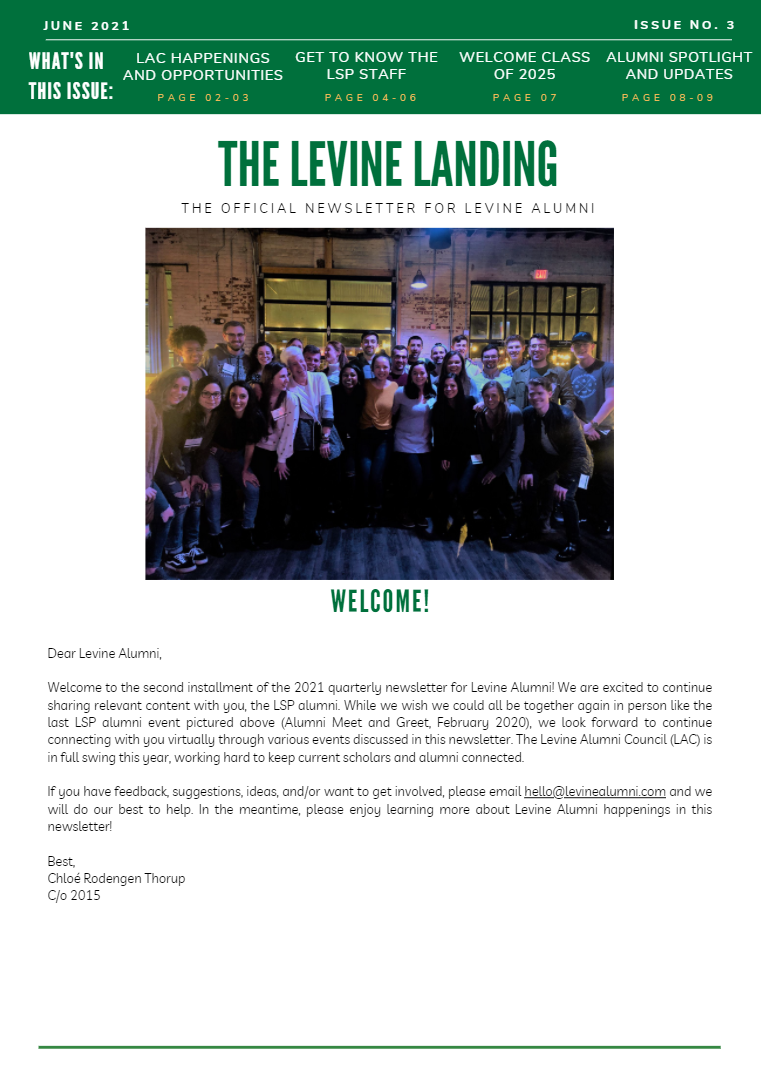 JUNE 2021
ISSUE NO. 3
WHAT'S IN
THIS ISSUE:
LAC HAPPENINGS
AND OPPORTUNITIES
PAGE 02-03
GET TO KNOW THE
LSP STAFF
PAGE 04-06
WELCOME CLASS
OF 2025
PAGE 07
ALUMNI SPOTLIGHT
AND UPDATES
PAGE 08-09
THE LEVINE LANDING
THE OFFICIAL NEWSLETTER FOR LEVINE ALUMNI
WELCOME!
Dear Levine Alumni,
Welcome to the second installment of the 2021 quarterly newsletter for Levine Alumni! We are excited to continue
sharing relevant content with you, the LSP alumni. While we wish we could all be together again in person like the
last LSP alumni event pictured above (Alumni Meet and Greet, February 2020), we look forward to continue
connecting with you virtually through various events discussed in this newsletter. The Levine Alumni Council (LAC) is
in full swing this year, working hard to keep current scholars and alumni connected.
If you have feedback, suggestions, ideas, and/or want to get involved, please email hello@levinealumni.com and we
will do our best to help. In the meantime, please enjoy learning more about Levine Alumni happenings in this
newsletter!
Best,
Chloé Rodengen Thorup
C/o 2015